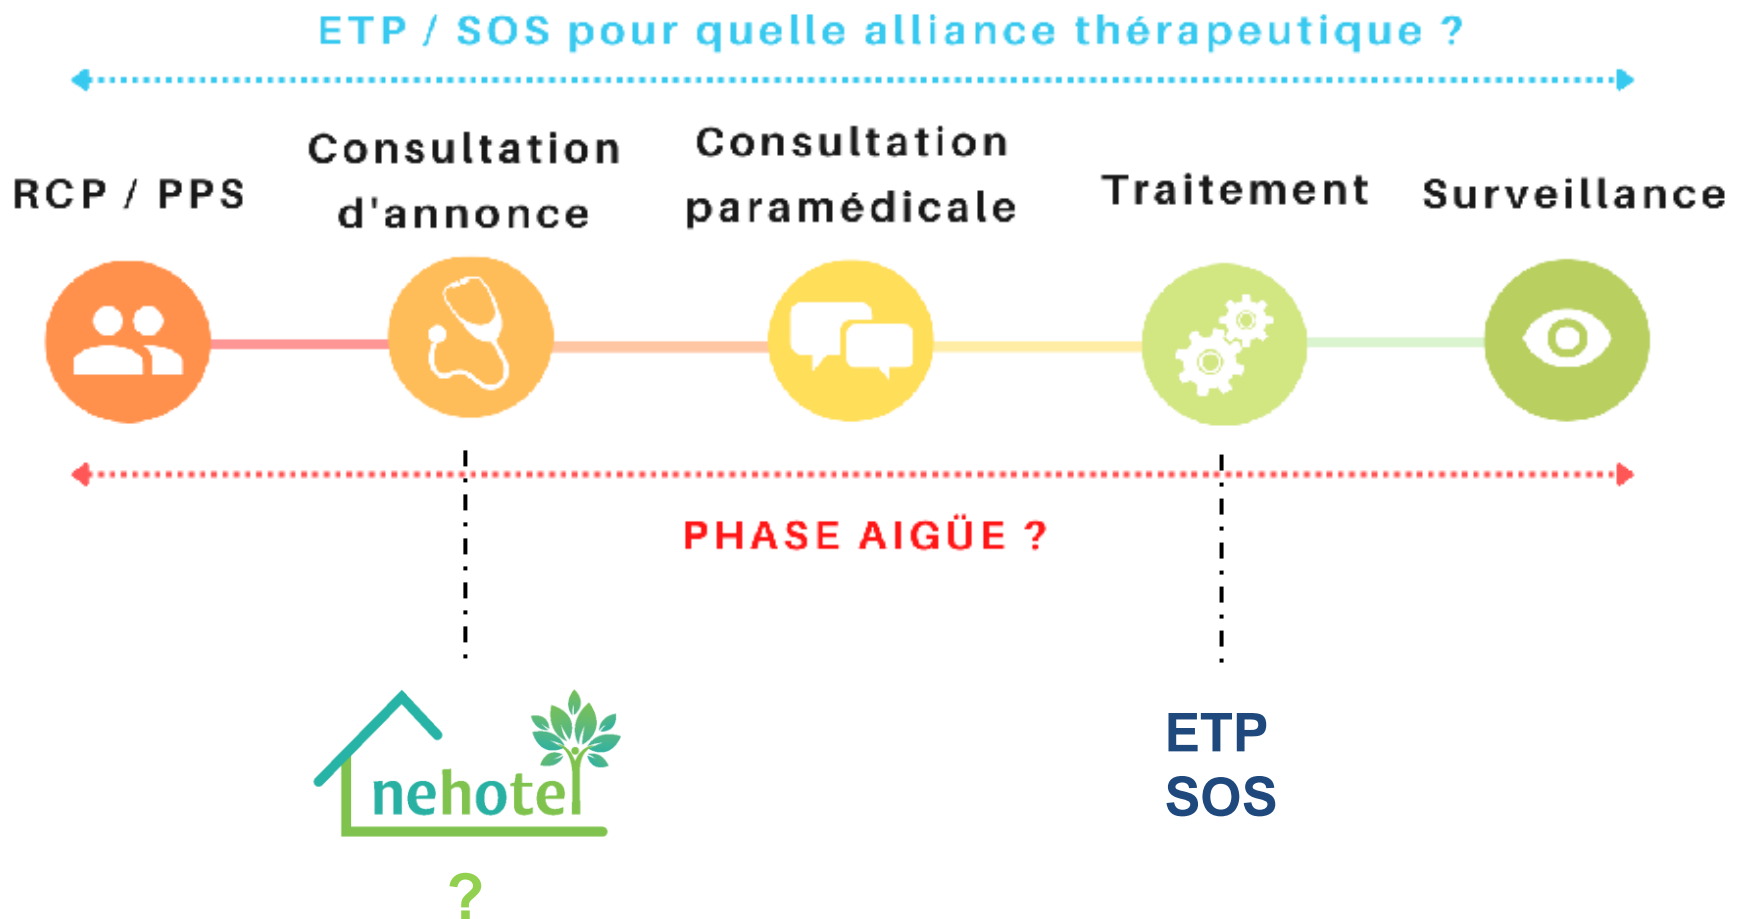 ETP / SOS pour quelle alliance thérapeutique ?
RCP / PPS
Consultation
d'annonce
Consultation
paramédicale
Traitement
Surveillance
PHASE AIGÜE ?
nehotel
?
ETP
SOS